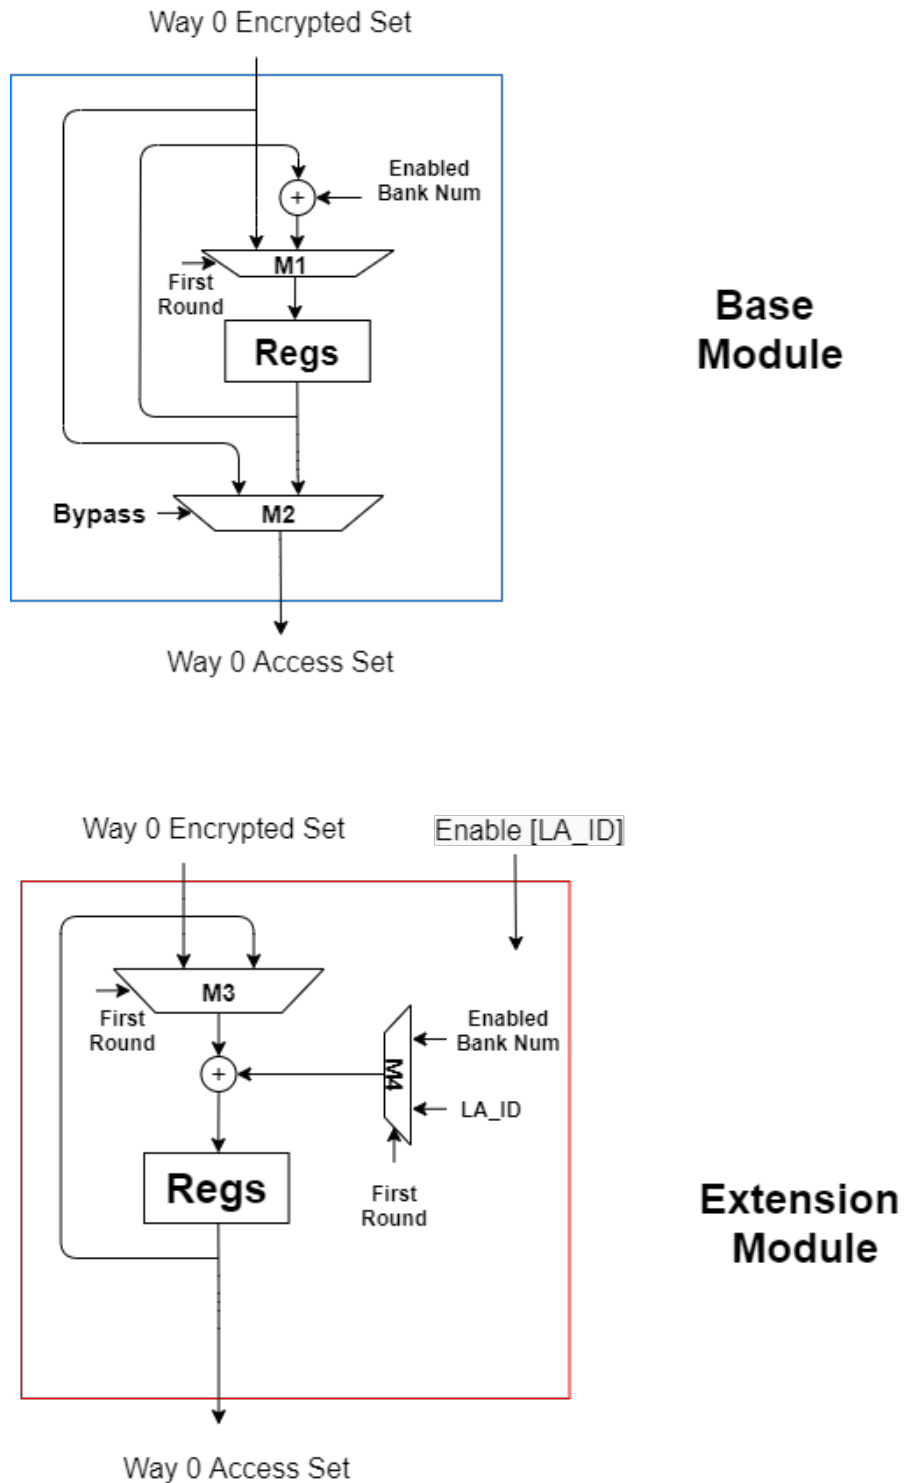 Way 0 Encrypted Set
Enabled
Bank Num
+
M1
First
Round
Regs
Base
Module
Bypass
M2
Way 0 Access Set
Way 0 Encrypted Set
Enable [LA_ID]
M3
First
Round
Enabled
Bank Num
+
M4
LA_ID
Regs
First
Round
Extension
Module
Way 0 Access Set